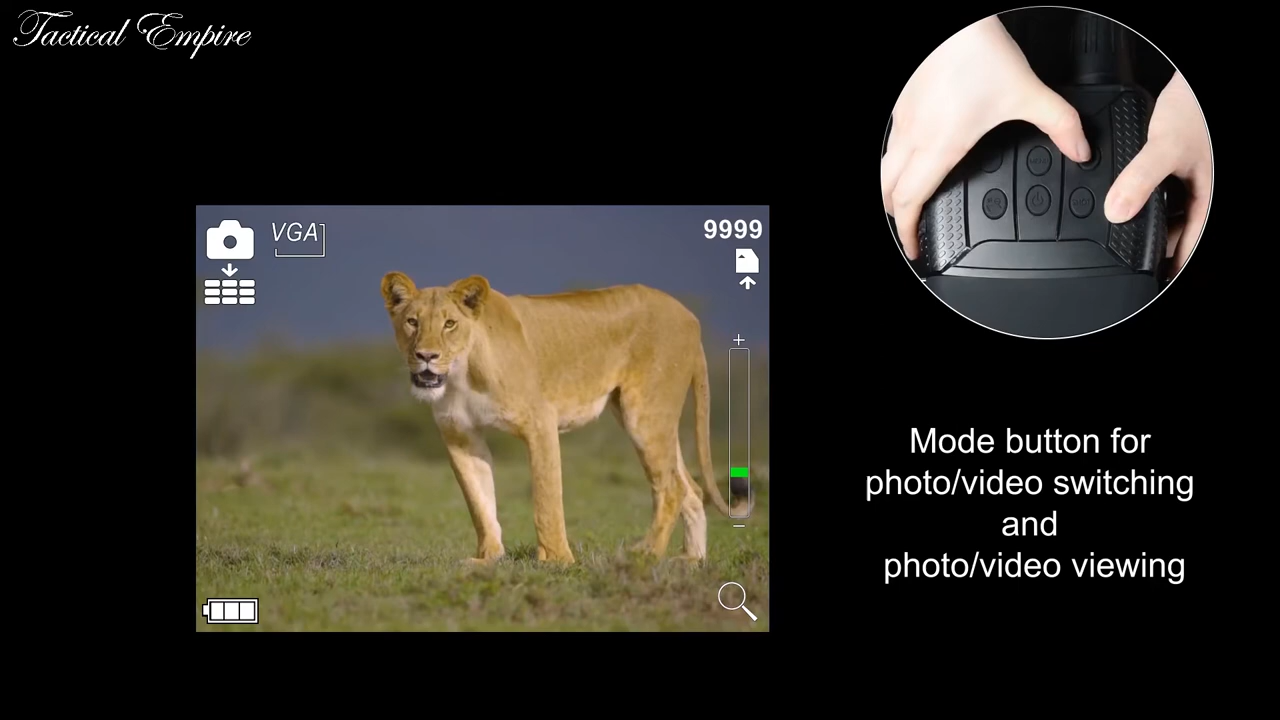 Tactical Empire
VGA
9999
+
−
Mode button for
photo/video switching
and
photo/video viewing